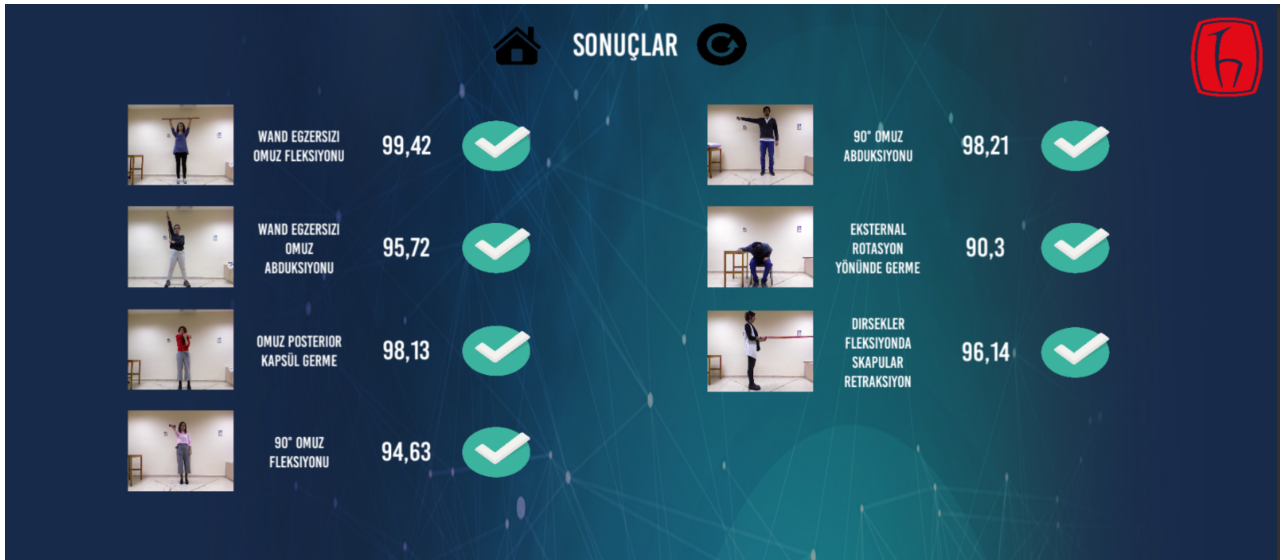 SONUÇLAR
WAND EGZERSIZI
OMUZ FLEKSIYONU
99,42
WAND EGZERSIZI
OMUZ
ABDUKSIYONU
95,72
OMUZ POSTERIOR
KAPSÜL GERME
98,13
90° OMUZ
FLEKSIYONU
94,63
90° OMUZ
ABDUKSIYONU
98,21
EKSTERNAL
ROTASYON
YÖNÜNDE GERME
90,3
DIRSEKLER
FLEKSIYONDA
SKAPULAR
RETRAKSIYON
96,14